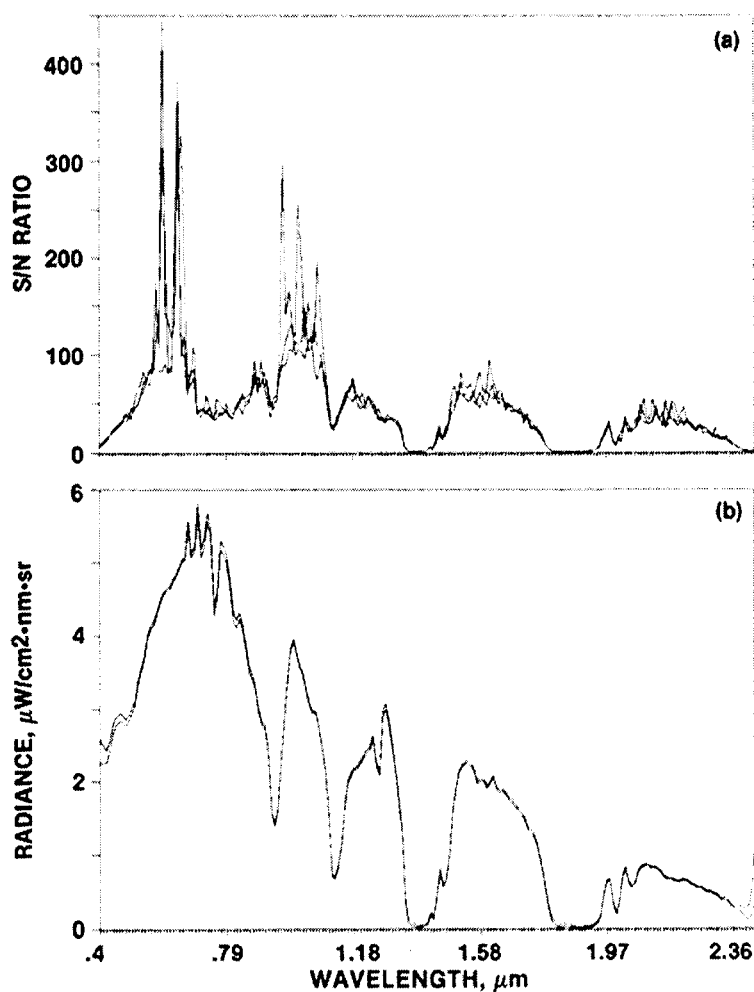 (a)
400
300
200
100
0
S/N RATIO
(b)
6
4
2
0
RADIANCE, μW/cm2•nm•sr
.4 .79 1.18 1.58 1.97 2.36
WAVELENGTH, μm